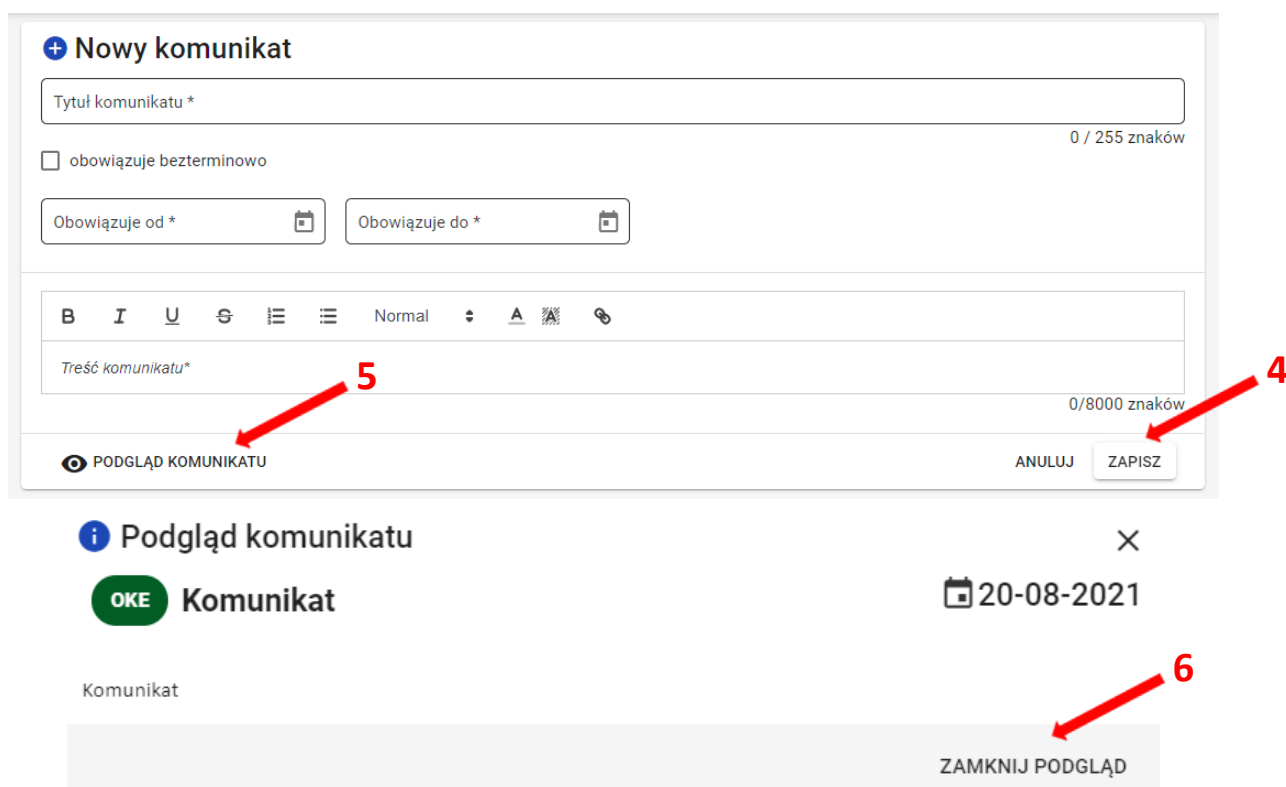 Nowy komunikat
Tytuł komunikatu *
0 / 255 znaków
obowiązuje bezterminowo
Obowiązuje od * Obowiązuje do *
B I U S Normal A A
Treść komunikatu*
5
4
0/8000 znaków
PODGLĄD KOMUNIKATU ANULUJ ZAPISZ
Podgląd komunikatu
OKE Komunikat 20-08-2021
6
Komunikat
ZAMKNIJ PODGLĄD